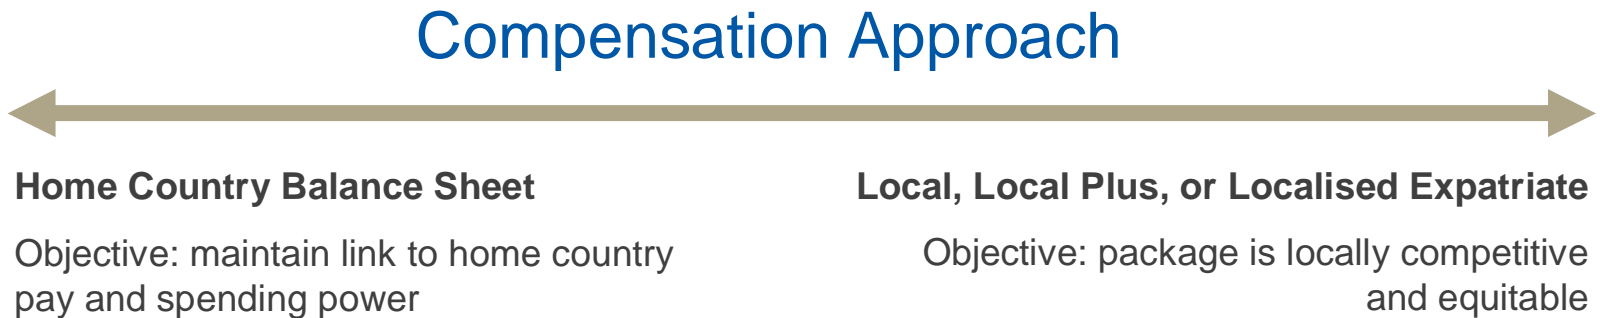 Compensation Approach
Home Country Balance Sheet
Objective: maintain link to home country
pay and spending power
Local, Local Plus, or Localised Expatriate
Objective: package is locally competitive
and equitable